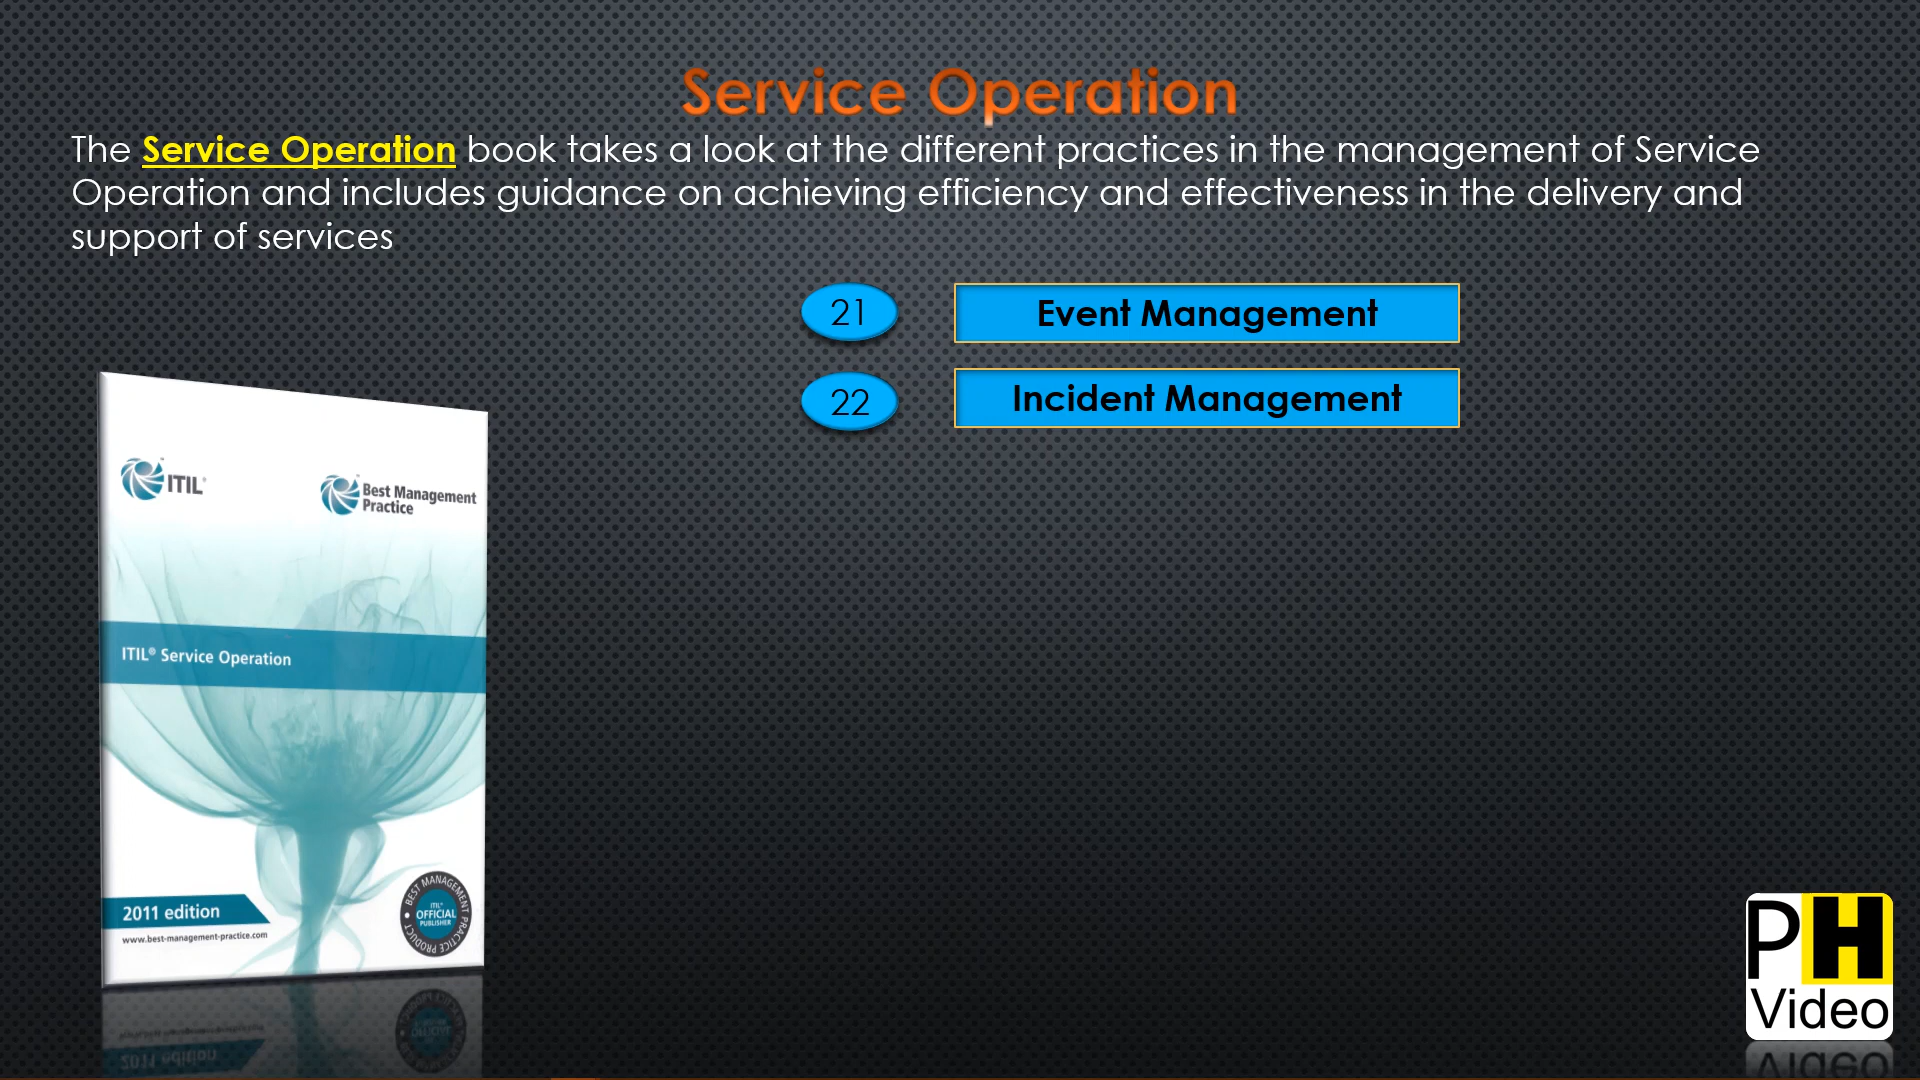 Service Operation
The Service Operation book takes a look at the different practices in the management of Service
Operation and includes guidance on achieving efficiency and effectiveness in the delivery and
support of services
21
Event Management
22
Incident Management
ITIL®
Best Management
Practice
ITIL® Service Operation
2011 edition
www.best-management-practice.com
BEST MANAGEMENT PRACTICE PRODUCT
ITIL®
OFFICIAL
PUBLISHER
PH
Video